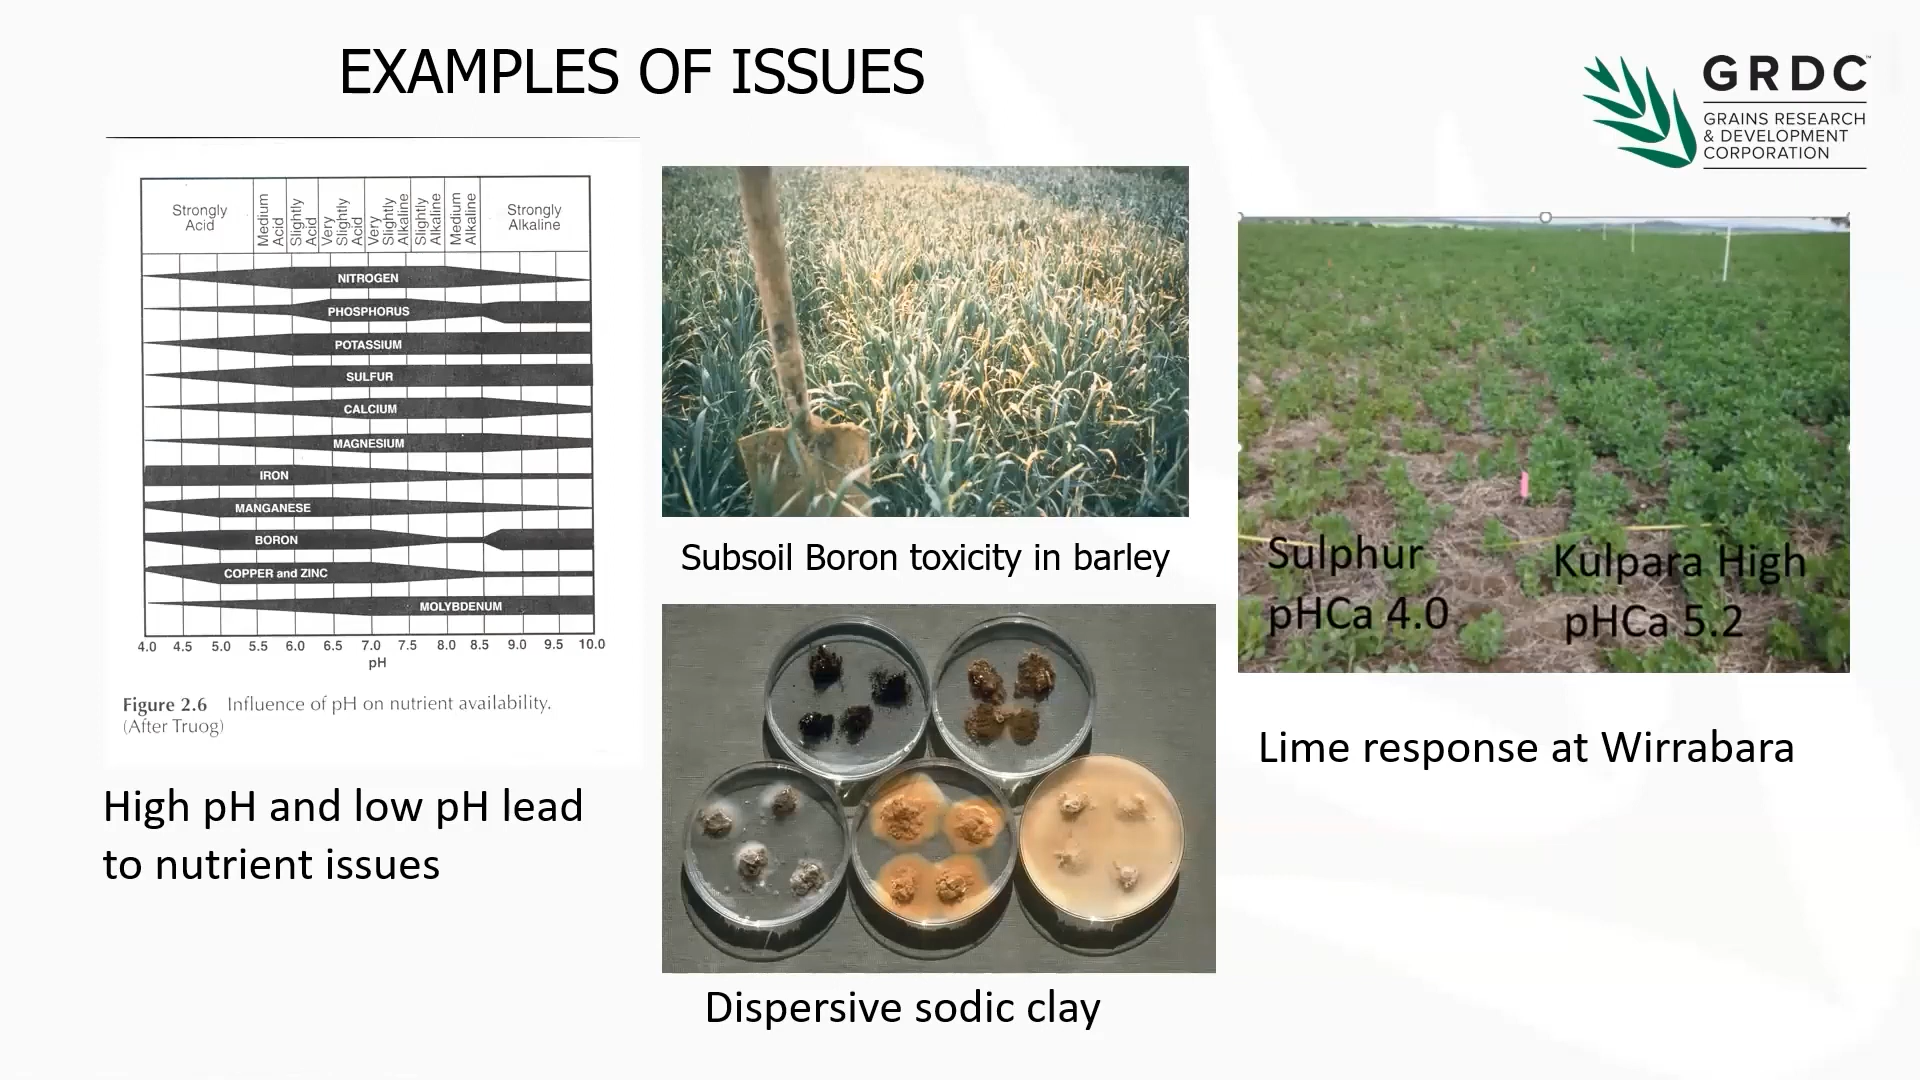 EXAMPLES OF ISSUES
GRDC™
GRAINS RESEARCH
& DEVELOPMENT
CORPORATION
Strongly
Acid
Medium
Acid
Slightly
Acid
Very
Slightly
Acid
Very
Slightly
Alkaline
Slightly
Alkaline
Medium
Alkaline
Strongly
Alkaline
NITROGEN
PHOSPHORUS
POTASSIUM
SULFUR
CALCIUM
MAGNESIUM
IRON
MANGANESE
BORON
COPPER and ZINC
MOLYBDENUM
4.0 4.5 5.0 5.5 6.0 6.5 7.0 7.5 8.0 8.5 9.0 9.5 10.0
pH
Figure 2.6 Influence of pH on nutrient availability.
(After Truog)
High pH and low pH lead
to nutrient issues
Subsoil Boron toxicity in barley
Dispersive sodic clay
Sulphur
pHCa 4.0
Kulpara High
pHCa 5.2
Lime response at Wirrabara